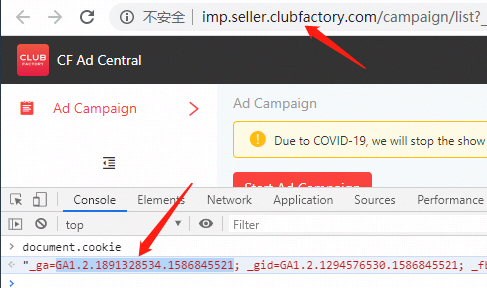 不安全 | imp.seller.clubfactory.com/campaign/list?_
CLUB
FACTORY
CF Ad Central
Ad Campaign
Ad Campaign
Due to COVID-19, we will stop the show
Start Ad Campaign
Console Elements Network Application Sources Performance
top
Filter
> document.cookie
"_ga=GA1.2.1891328534.1586845521; _gid=GA1.2.1294576530.1586845521; _fb